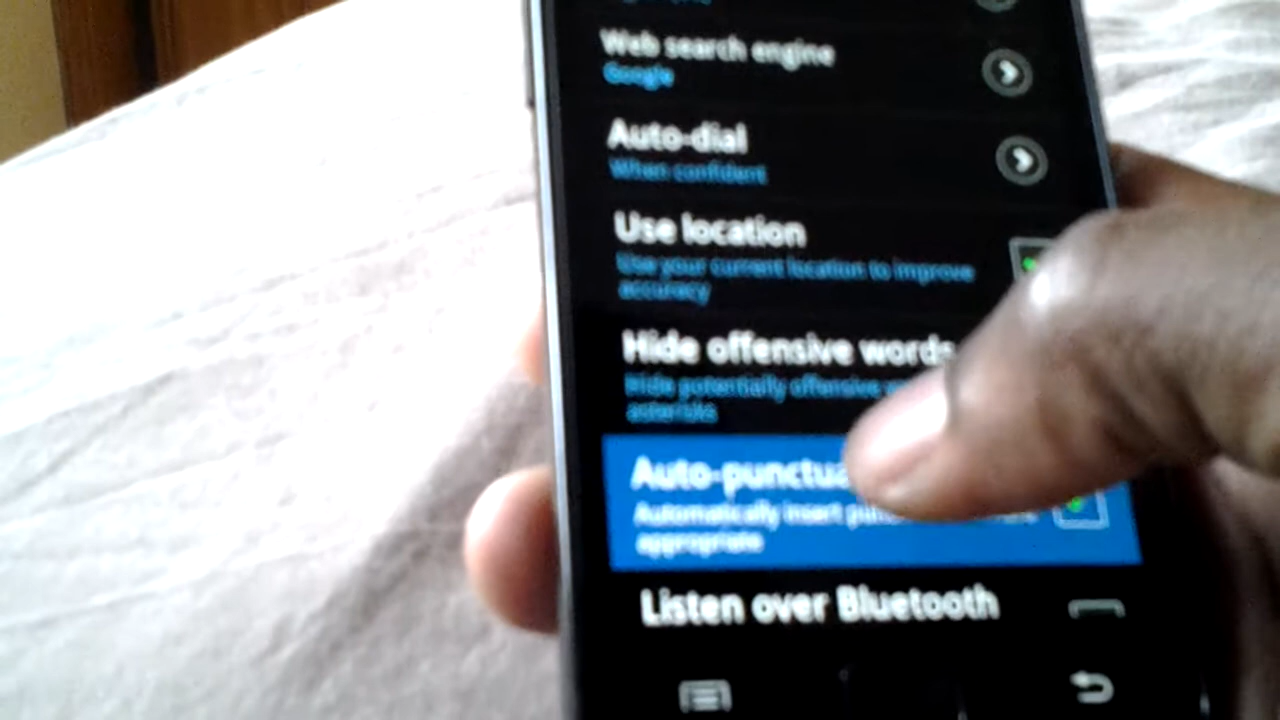 Web search engine
Google
Auto-dial
When confident
Use location
Use your current location to improve
accuracy
Hide offensive words
Hide potentially offensive
asterisks
Auto-punctua
Automatically insert
appropriate
Listen over Bluetooth